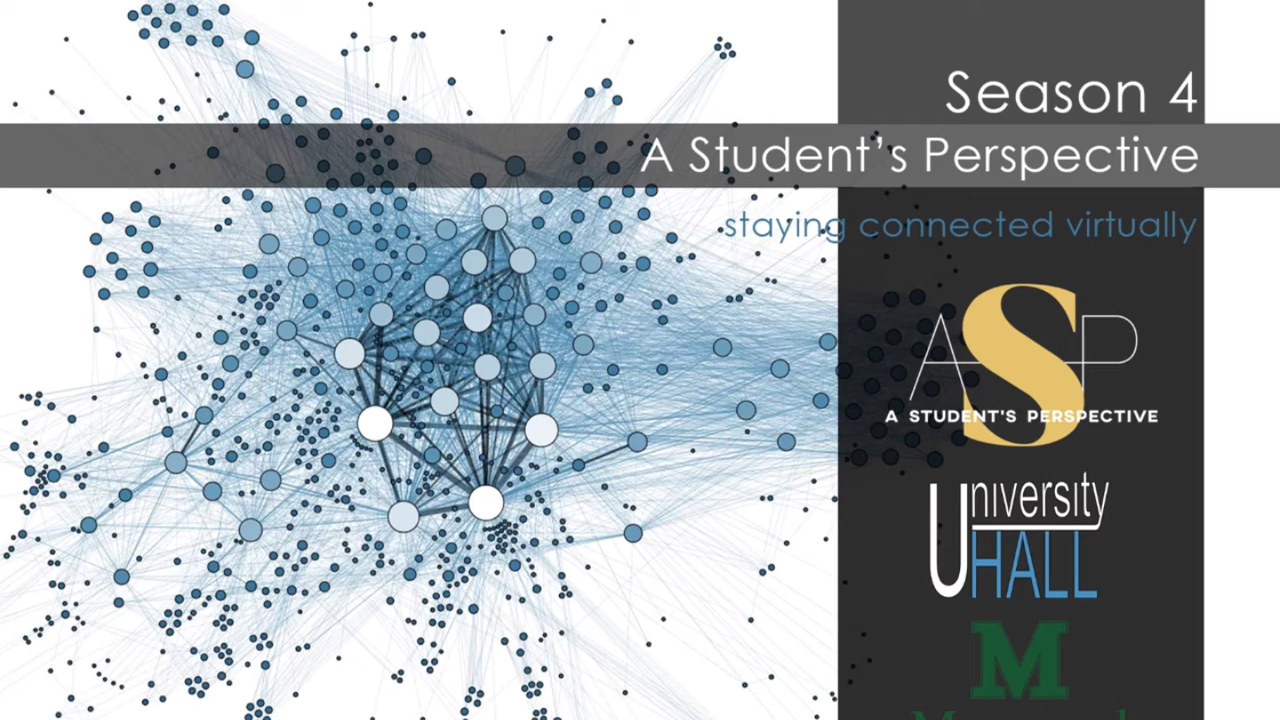 Season 4
A Student's Perspective
staying connected virtually
ASP
A STUDENT'S PERSPECTIVE
University
HALL
M